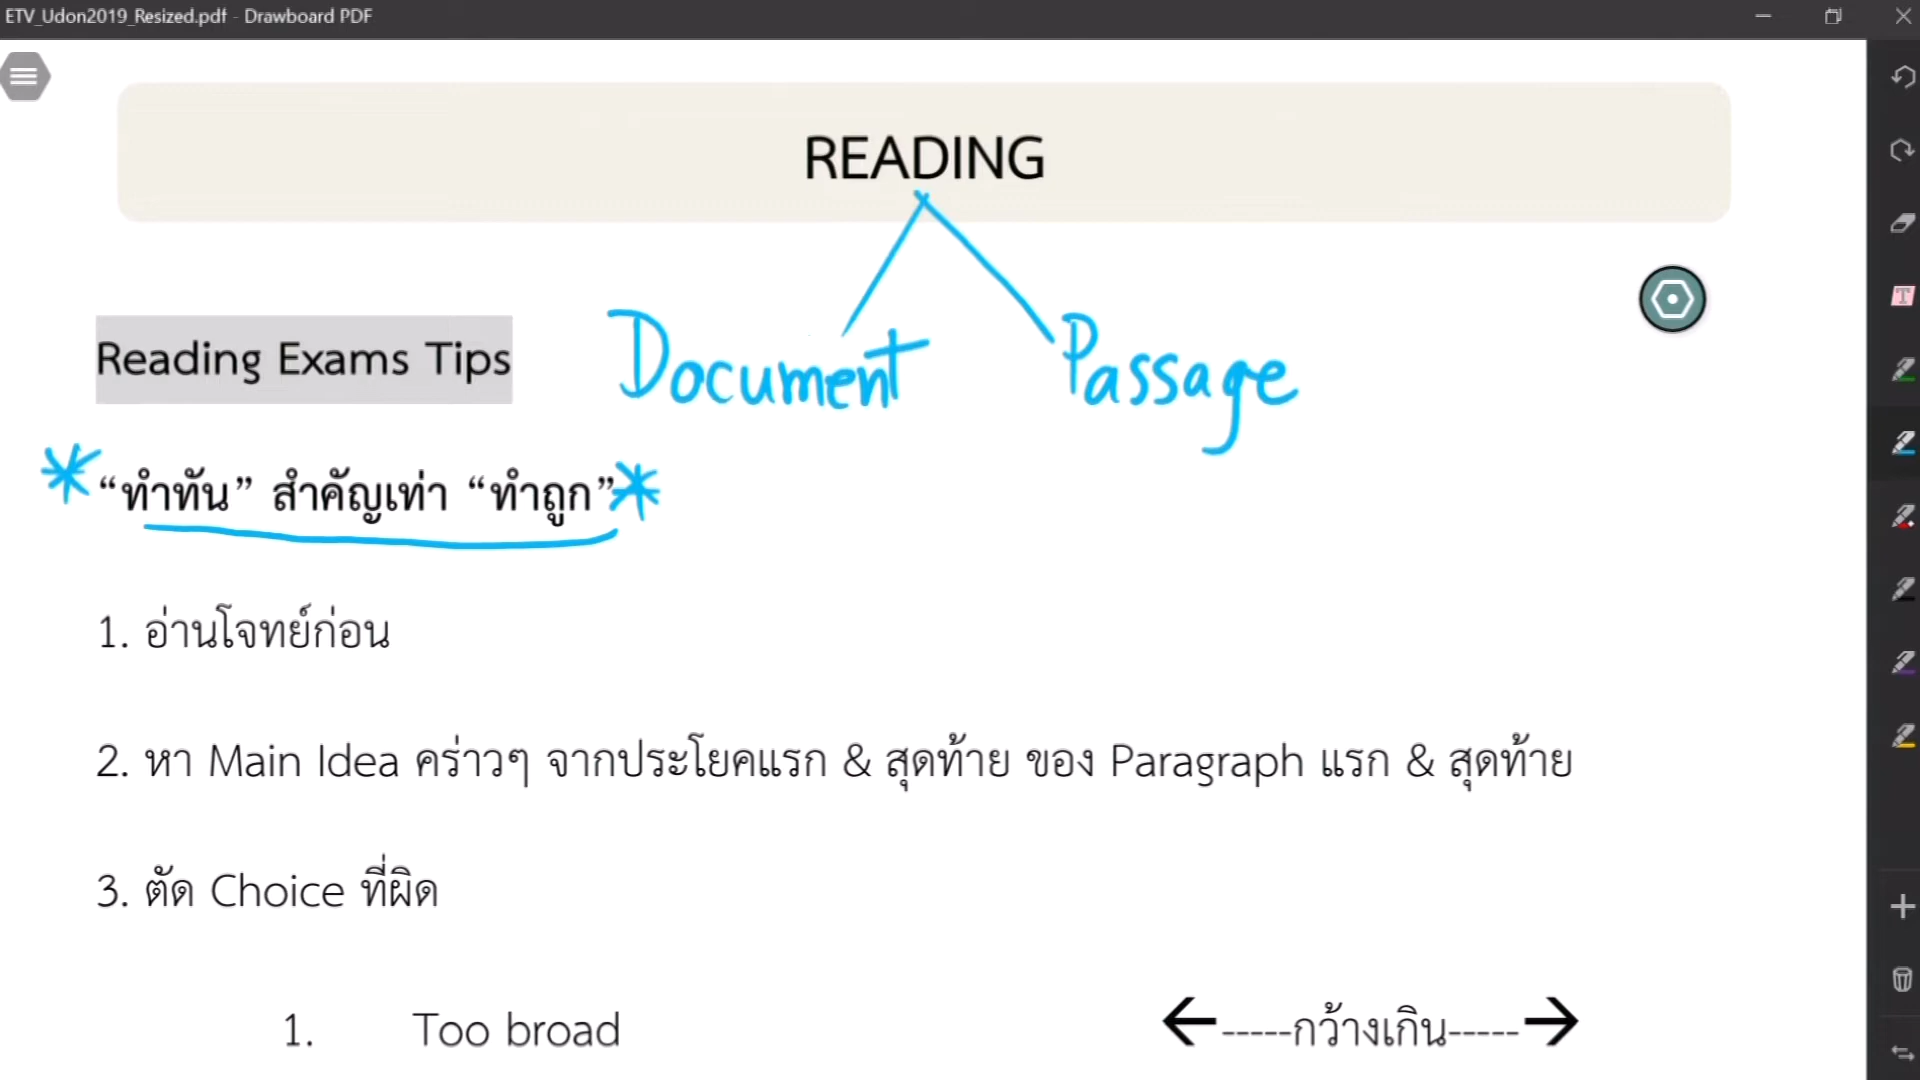 ETV_Udon2019_Resized.pdf - Drawboard PDF
READING
Reading Exams Tips
Document
Passage
“ทำทัน” สำคัญเท่า “ทำถูก”
1. อ่านโจทย์ก่อน
2. หา Main Idea คร่าวๆ จากประโยคแรก & สุดท้าย ของ Paragraph แรก & สุดท้าย
3. ตัด Choice ที่ผิด
1. Too broad ←-----กว้างเกิน-----→